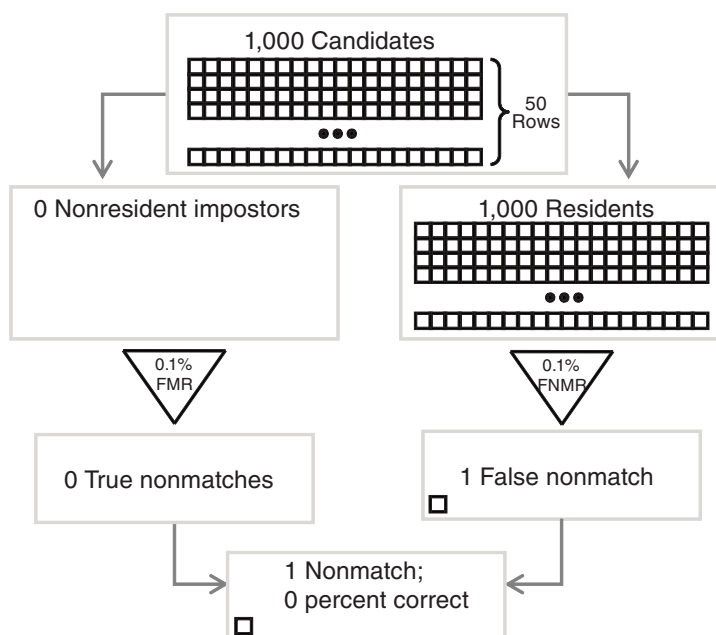 1,000 Candidates
50
Rows
0 Nonresident impostors
1,000 Residents
0.1%
FMR
0.1%
FNMR
0 True nonmatches
1 False nonmatch
1 Nonmatch;
0 percent correct